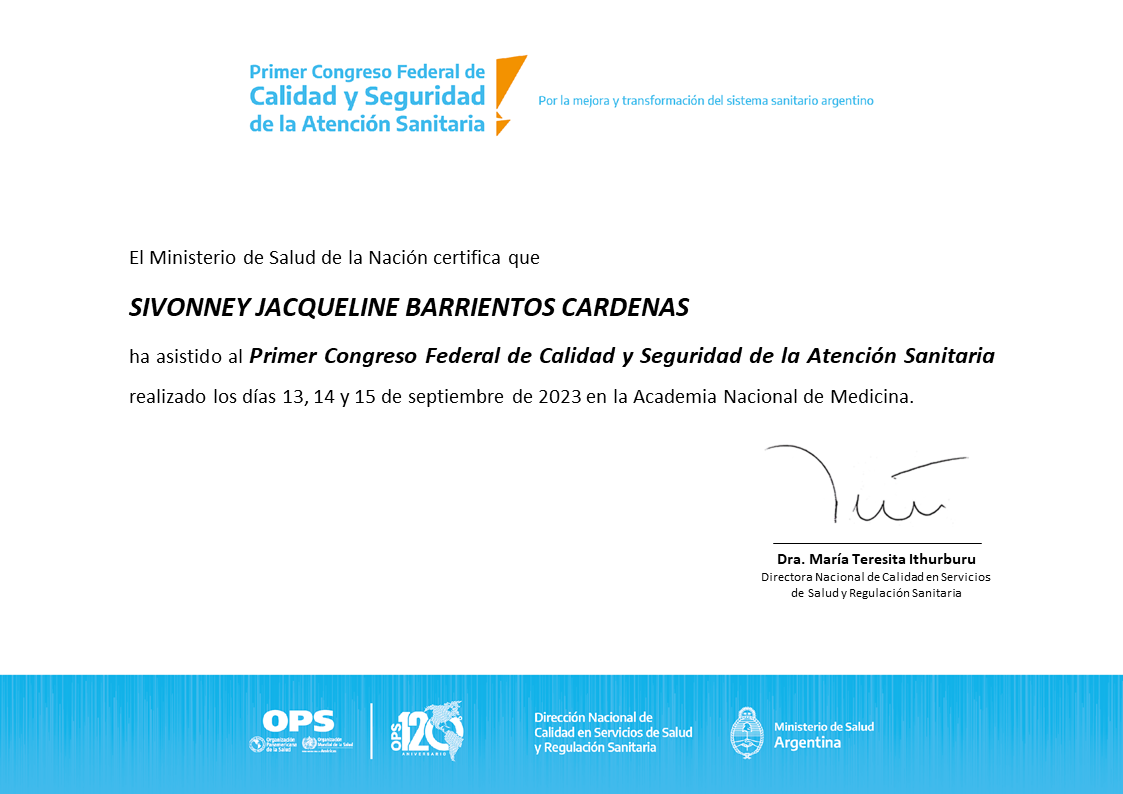 Primer Congreso Federal de
Calidad y Seguridad
de la Atención Sanitaria
Por la mejora y transformación del sistema sanitario argentino
El Ministerio de Salud de la Nación certifica que
SIVONNEY JACQUELINE BARRIENTOS CARDENAS
ha asistido al Primer Congreso Federal de Calidad y Seguridad de la Atención Sanitaria
realizado los días 13, 14 y 15 de septiembre de 2023 en la Academia Nacional de Medicina.
Dra. María Teresita Ithurburu
Directora Nacional de Calidad en Servicios
de Salud y Regulación Sanitaria
OPS
Organización
Panamericana
de la Salud
Organización
Mundial de la Salud
OPS
120
ANIVERSARIO
Dirección Nacional de
Calidad en Servicios de Salud
y Regulación Sanitaria
Ministerio de Salud
Argentina